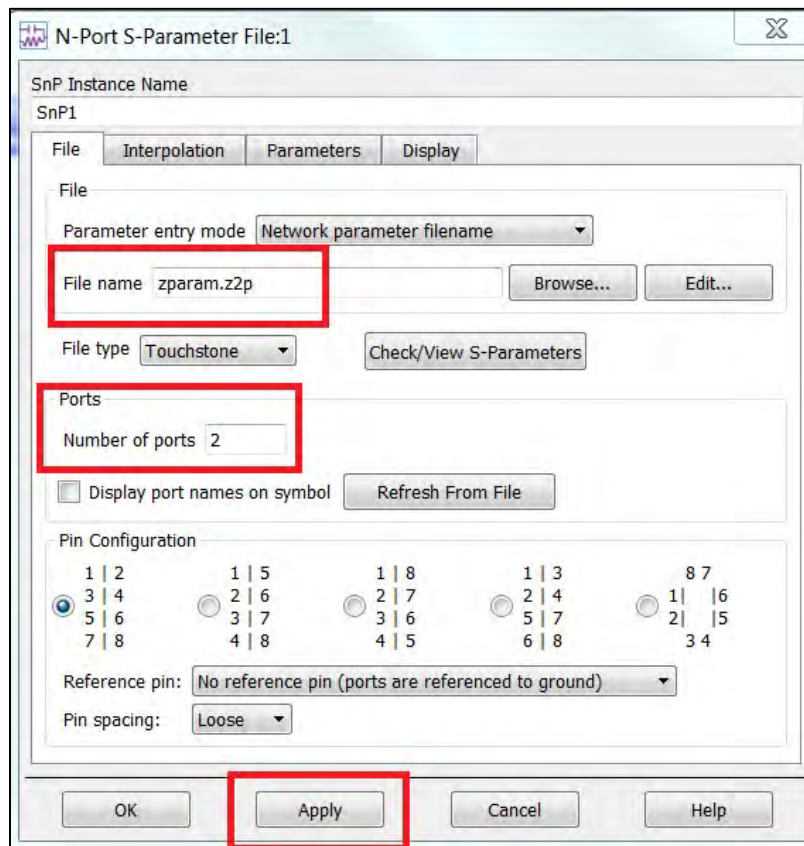 N-Port S-Parameter File:1
SnP Instance Name
SnP1
File Interpolation Parameters Display
File
Parameter entry mode Network parameter filename
File name zparam.z2p Browse... Edit...
File type Touchstone Check/View S-Parameters
Ports
Number of ports 2
Display port names on symbol Refresh From File
Pin Configuration
1 | 2 1 | 5 1 | 8 1 | 3 8 7
3 | 4 2 | 6 2 | 7 2 | 4 1| |6
5 | 6 3 | 7 3 | 6 5 | 7 2| |5
7 | 8 4 | 8 4 | 5 6 | 8 3 4
Reference pin: No reference pin (ports are referenced to ground)
Pin spacing: Loose
OK Apply Cancel Help